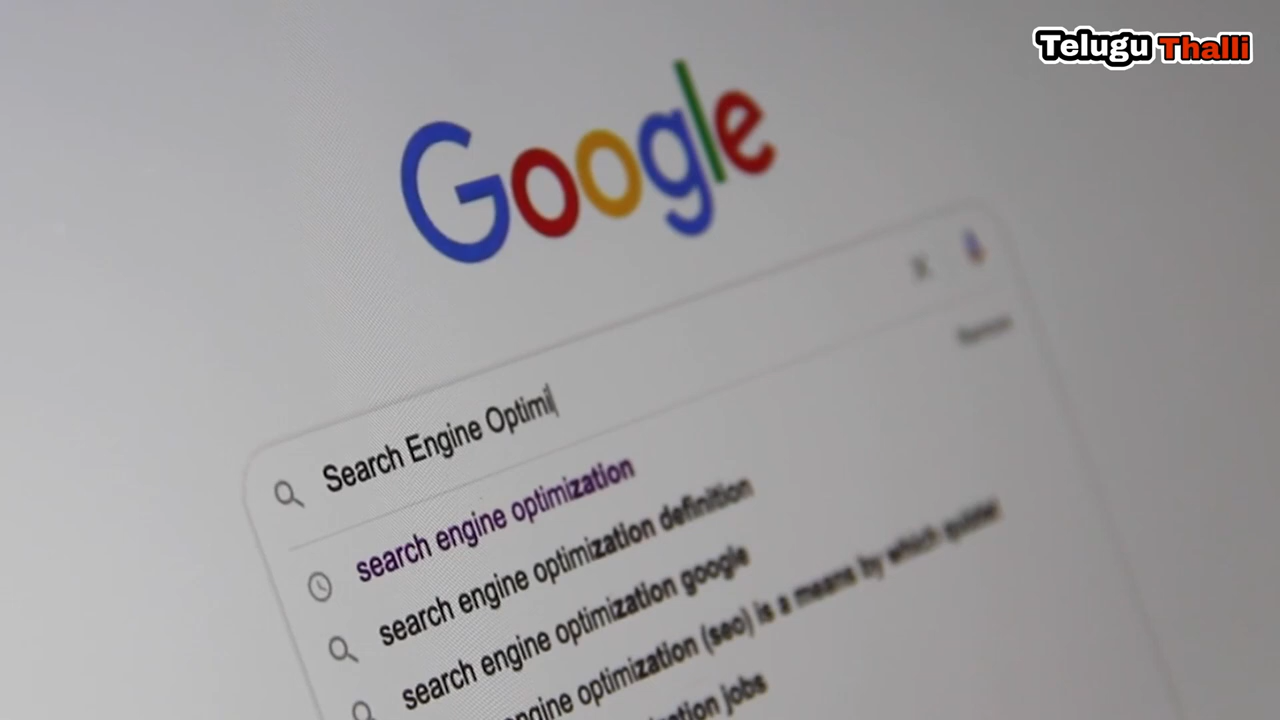 Telugu Thalli
Google
Search Engine Optimi
search engine optimization
search engine optimization definition
search engine optimization google
engine optimization (seo) is a means by which
jobs